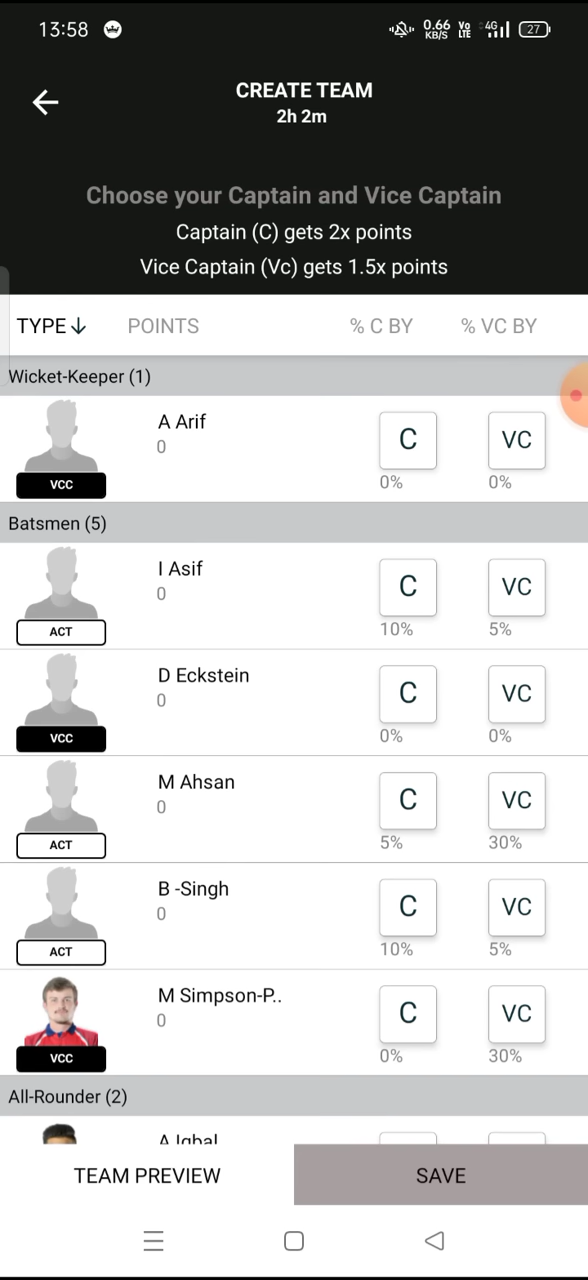 13:58 0.66 KB/S Vo LTE 4G 27
CREATE TEAM
2h 2m
Choose your Captain and Vice Captain
Captain (C) gets 2x points
Vice Captain (Vc) gets 1.5x points
TYPE POINTS % C BY % VC BY
Wicket-Keeper (1)
A Arif
0
C VC
VCC
0% 0%
Batsmen (5)
I Asif
0
C VC
ACT
10% 5%
D Eckstein
0
C VC
VCC
0% 0%
M Ahsan
0
C VC
ACT
5% 30%
B -Singh
0
C VC
ACT
10% 5%
M Simpson-P..
0
C VC
VCC
0% 30%
All-Rounder (2)
A Iqbal
TEAM PREVIEW SAVE